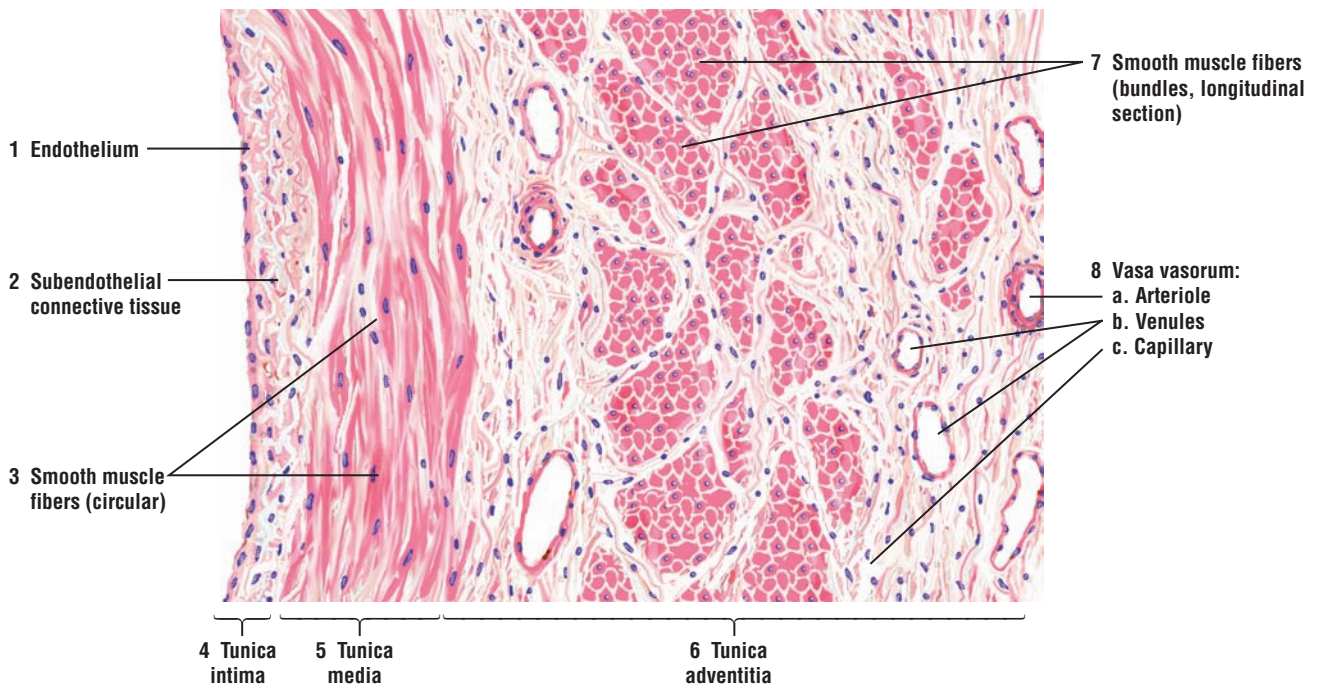 1 Endothelium
2 Subendothelial
connective tissue
3 Smooth muscle
fibers (circular)
4 Tunica
intima
5 Tunica
media
6 Tunica
adventitia
7 Smooth muscle fibers
(bundles, longitudinal
section)
8 Vasa vasorum:
a. Arteriole
b. Venules
c. Capillary